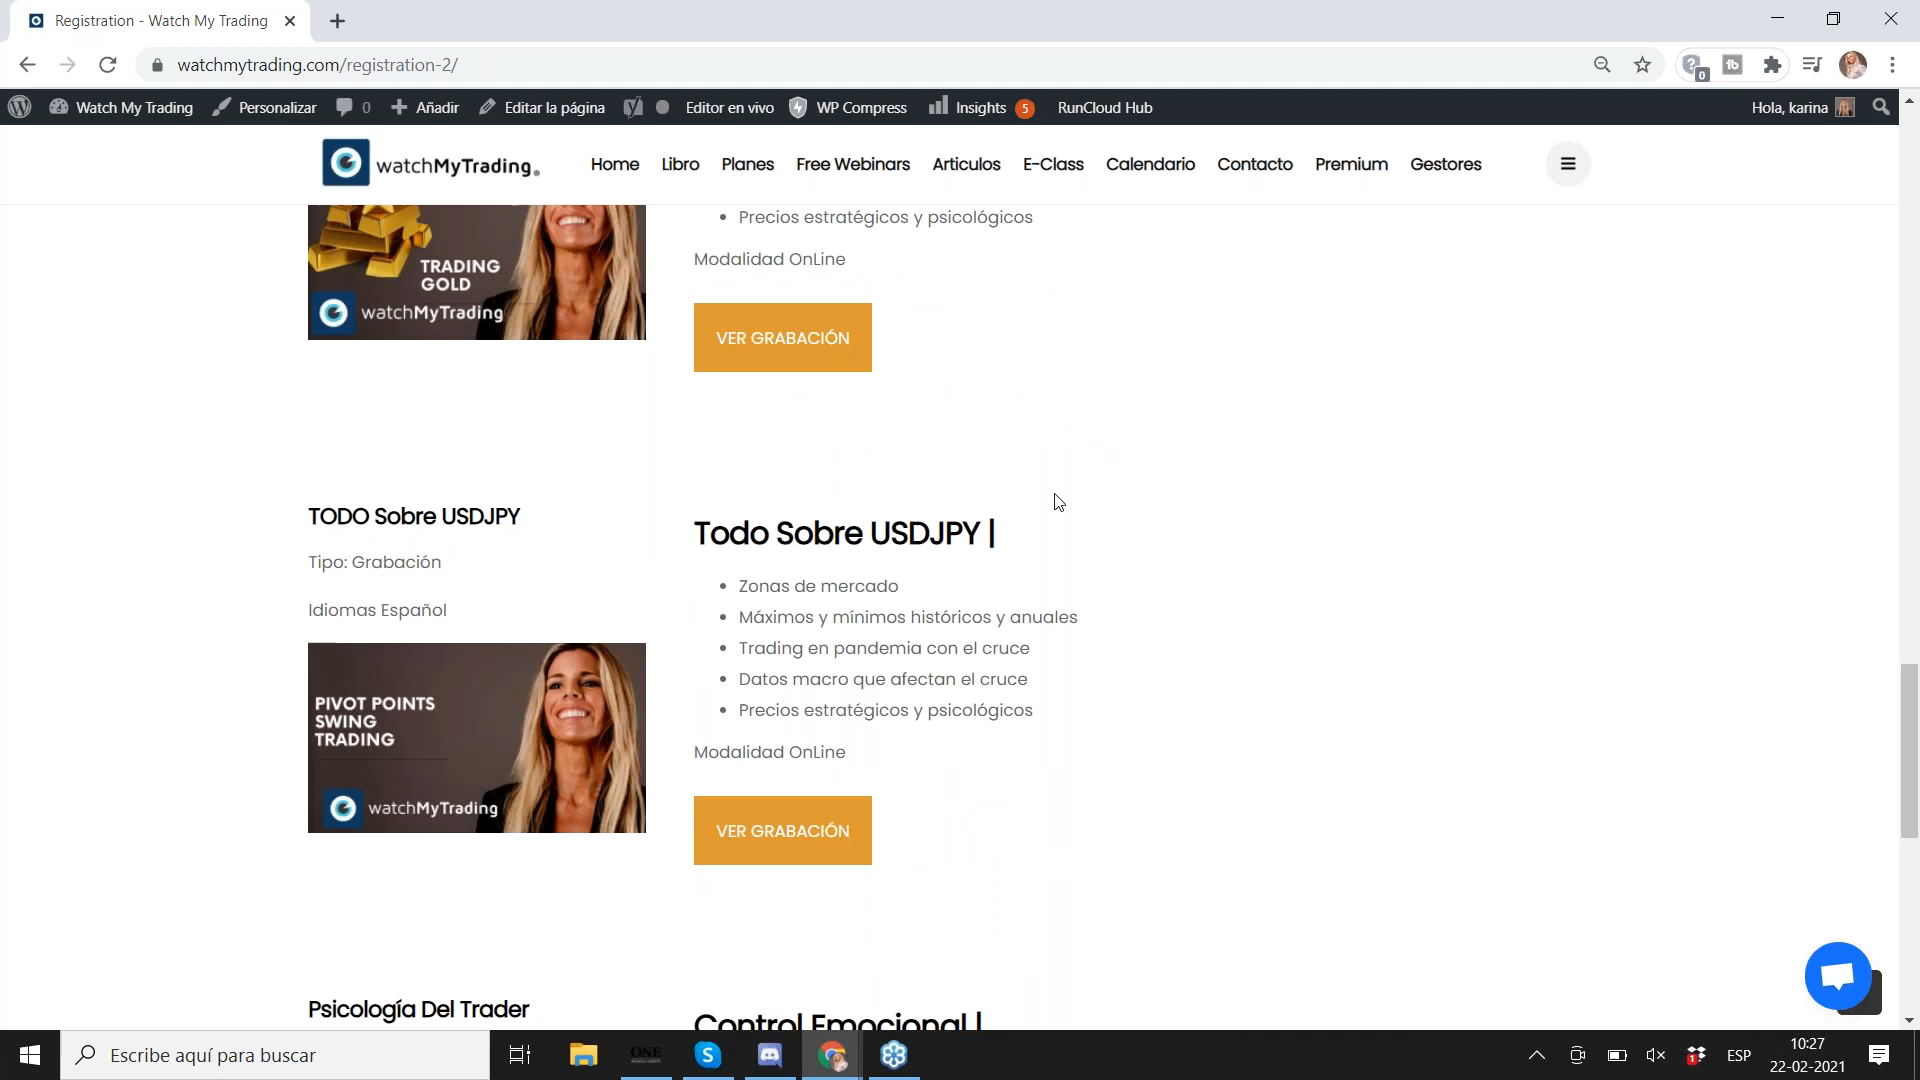 Registration - Watch My Trading
watchmytrading.com/registration-2/
0
Watch My Trading
Personalizar
0
Añadir
Editar la página
Editor en vivo
WP Compress
Insights 5
RunCloud Hub
Hola, karina
watchMyTrading®
Home
Libro
Planes
Free Webinars
Articulos
E-Class
Calendario
Contacto
Premium
Gestores
TRADING
GOLD
watchMyTrading
• Precios estratégicos y psicológicos
Modalidad OnLine
VER GRABACIÓN
TODO Sobre USDJPY
Tipo: Grabación
Idiomas Español
PIVOT POINTS
SWING
TRADING
watchMyTrading
Todo Sobre USDJPY |
• Zonas de mercado
• Máximos y mínimos históricos y anuales
• Trading en pandemia con el cruce
• Datos macro que afectan el cruce
• Precios estratégicos y psicológicos
Modalidad OnLine
VER GRABACIÓN
Psicología Del Trader
Control Emocional |
Escribe aquí para buscar
ONE
1
ESP
10:27
22-02-2021